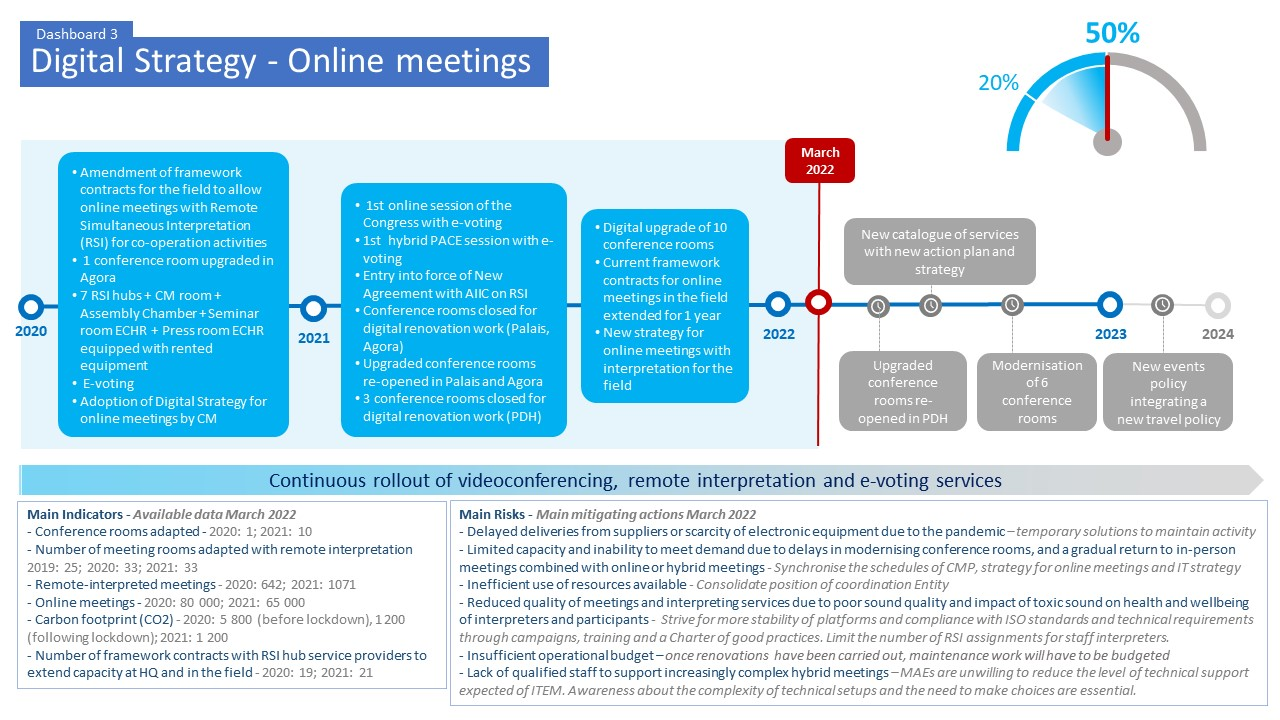 Dashboard 3
Digital Strategy - Online meetings
50%
20%
March
2022
• Amendment of framework
contracts for the field to allow
online meetings with Remote
Simultaneous Interpretation
(RSI) for co-operation activities
• 1 conference room upgraded in
Agora
• 7 RSI hubs + CM room +
Assembly Chamber + Seminar
room ECHR + Press room ECHR
equipped with rented
equipment
• E-voting
• Adoption of Digital Strategy for
online meetings by CM
• 1st online session of the
Congress with e-voting
• 1st hybrid PACE session with e-
voting
• Entry into force of New
Agreement with AIIC on RSI
• Conference rooms closed for
digital renovation work (Palais,
Agora)
• Upgraded conference rooms
re-opened in Palais and Agora
• 3 conference rooms closed for
digital renovation work (PDH)
• Digital upgrade of 10
conference rooms
• Current framework
contracts for online
meetings in the field
extended for 1 year
• New strategy for
online meetings with
interpretation for the
field
New catalogue of services
with new action plan and
strategy
2020
2021
2022
2023
2024
Upgraded
conference
rooms re-
opened in PDH
Modernisation
of 6
conference
rooms
New events
policy
integrating a
new travel policy
Continuous rollout of videoconferencing, remote interpretation and e-voting services
Main Indicators - Available data March 2022
- Conference rooms adapted - 2020: 1; 2021: 10
- Number of meeting rooms adapted with remote interpretation
2019: 25; 2020: 33; 2021: 33
- Remote-interpreted meetings - 2020: 642; 2021: 1071
- Online meetings - 2020: 80 000; 2021: 65 000
- Carbon footprint (CO2) - 2020: 5 800 (before lockdown), 1 200
(following lockdown); 2021: 1 200
- Number of framework contracts with RSI hub service providers to
extend capacity at HQ and in the field - 2020: 19; 2021: 21
Main Risks - Main mitigating actions March 2022
- Delayed deliveries from suppliers or scarcity of electronic equipment due to the pandemic – temporary solutions to maintain activity
- Limited capacity and inability to meet demand due to delays in modernising conference rooms, and a gradual return to in-person
meetings combined with online or hybrid meetings - Synchronise the schedules of CMP, strategy for online meetings and IT strategy
- Inefficient use of resources available - Consolidate position of coordination Entity
- Reduced quality of meetings and interpreting services due to poor sound quality and impact of toxic sound on health and wellbeing
of interpreters and participants - Strive for more stability of platforms and compliance with ISO standards and technical requirements
through campaigns, training and a Charter of good practices. Limit the number of RSI assignments for staff interpreters.
- Insufficient operational budget – once renovations have been carried out, maintenance work will have to be budgeted
- Lack of qualified staff to support increasingly complex hybrid meetings – MAEs are unwilling to reduce the level of technical support
expected of ITEM. Awareness about the complexity of technical setups and the need to make choices are essential.